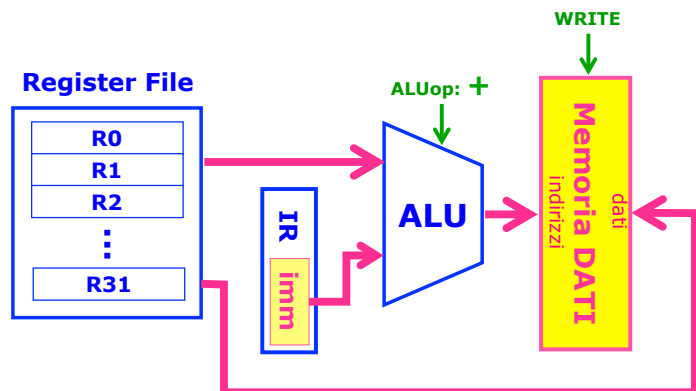 WRITE
Register File
ALUop: +
R0
R1
R2
⋮
R31
IR
imm
ALU
indirizzi
Memoria DATI
dati